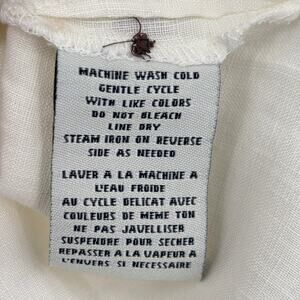 MACHINE WASH COLD
GENTLE CYCLE
WITH LIKE COLORS
DO NOT BLEACH
LINE DRY
STEAM IRON ON REVERSE
SIDE AS NEEDED
LAVER A LA MACHINE A
L'EAU FROIDE
AU CYCLE DELICAT AVEC
COULEURS DE MEME TON
NE PAS JAVELLISER
SUSPENDRE POUR SECHER
REPASSER A LA VAPEUR A
L'ENVERS SI NECESSAIRE